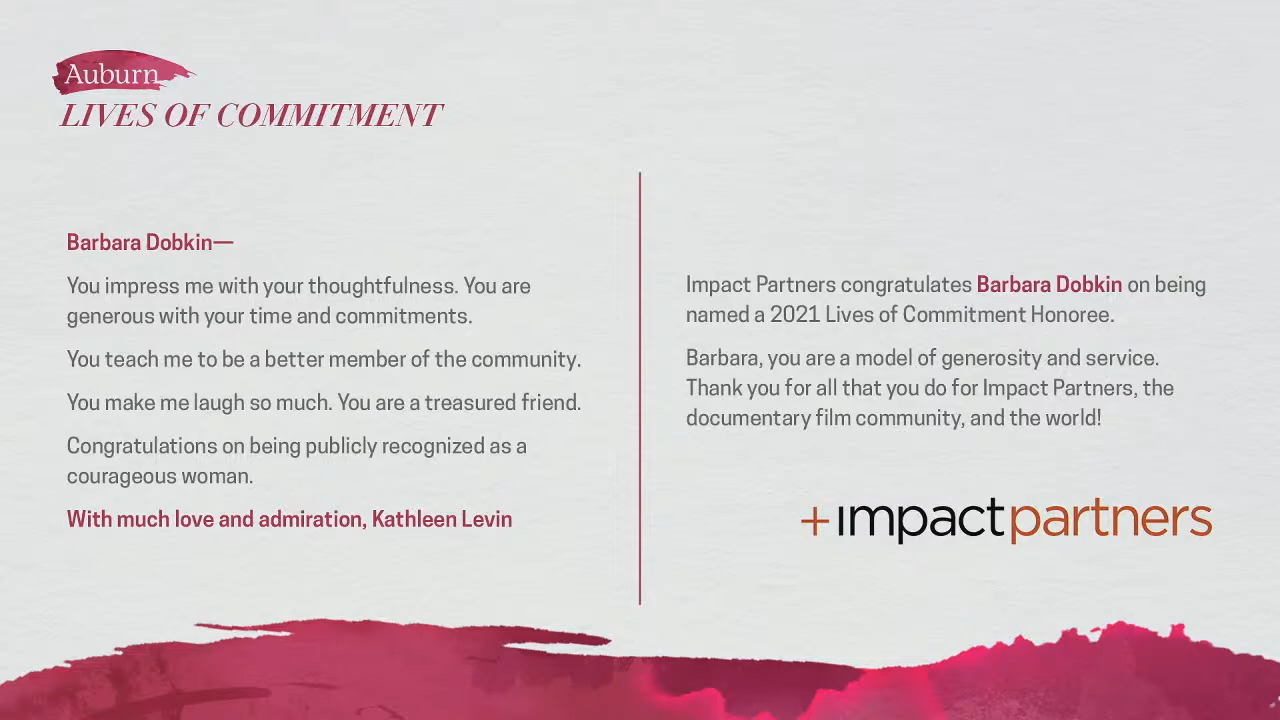 Auburn
LIVES OF COMMITMENT
Barbara Dobkin—
You impress me with your thoughtfulness. You are
generous with your time and commitments.
You teach me to be a better member of the community.
You make me laugh so much. You are a treasured friend.
Congratulations on being publicly recognized as a
courageous woman.
With much love and admiration, Kathleen Levin
Impact Partners congratulates Barbara Dobkin on being
named a 2021 Lives of Commitment Honoree.
Barbara, you are a model of generosity and service.
Thank you for all that you do for Impact Partners, the
documentary film community, and the world!
+impactpartners